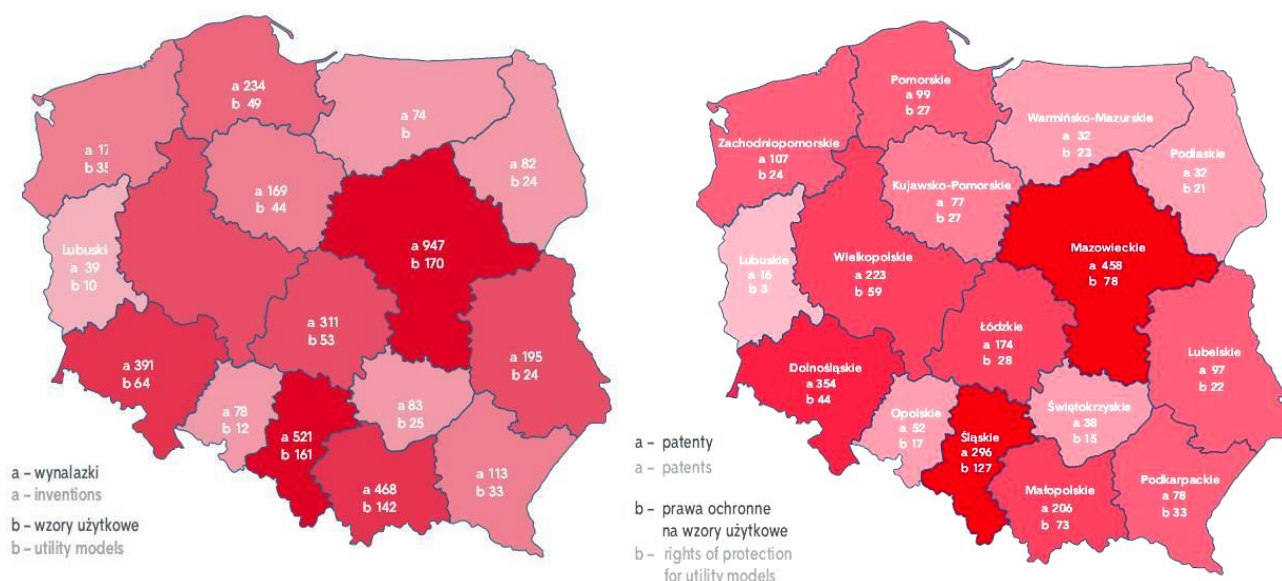 a 234
b 49
a 74
b
a 17
b 35
a 82
b 24
a 169
b 44
a 947
b 170
Lubuski
a 39
b 10
a 311
b 53
a 195
b 24
a 391
b 64
a 78
b 12
a 83
b 25
a 521
b 161
a 468
b 142
a 113
b 33
a – wynalazki
a – inventions
b – wzory użytkowe
b – utility models
Pomorskie
a 99
b 27
Warmińsko-Mazurskie
a 32
b 23
Zachodniopomorskie
a 107
b 24
Podlaskie
a 32
b 21
Kujawsko-Pomorskie
a 77
b 27
Mazowieckie
a 458
b 78
Lubuskie
a 16
b 3
Wielkopolskie
a 223
b 59
Łódzkie
a 174
b 28
Lubelskie
a 97
b 22
Dolnośląskie
a 354
b 44
Opolskie
a 52
b 17
Śląskie
a 296
b 127
Świętokrzyskie
a 38
b 15
Małopolskie
a 206
b 73
Podkarpackie
a 78
b 33
a – patenty
a – patents
b – prawa ochronne
na wzory użytkowe
b – rights of protection
for utility models